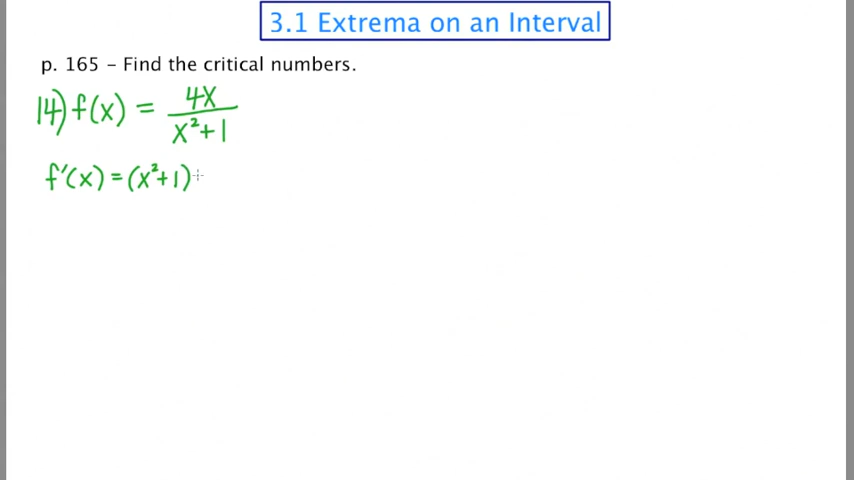 3.1 Extrema on an Interval
p. 165 – Find the critical numbers.
14) f(x) = 4x / x²+1
f'(x) = (x²+1)